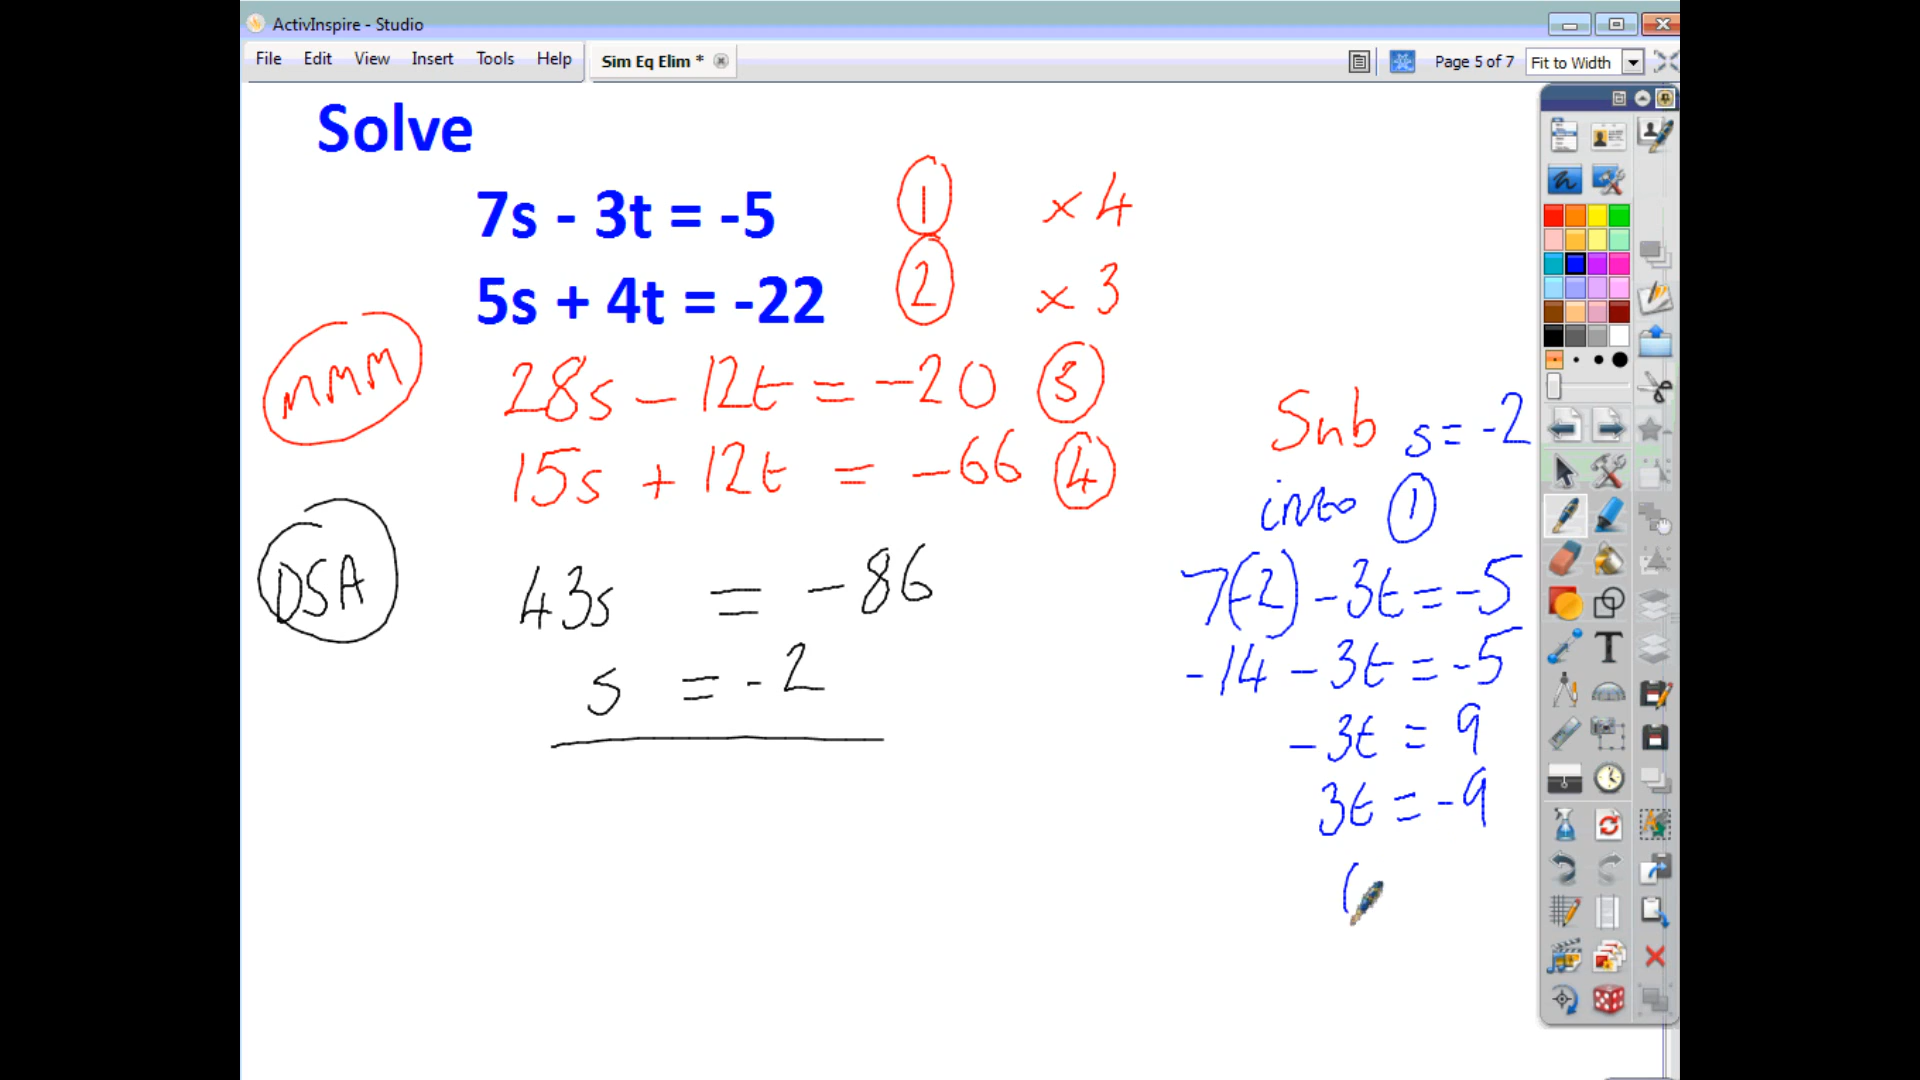 ActivInspire - Studio
File Edit View Insert Tools Help
Sim Eq Elim *
Page 5 of 7 Fit to Width
Solve
7s - 3t = -5 ① × 4
5s + 4t = -22 ② × 3
MMM
28s - 12t = -20 ③
15s + 12t = -66 ④
DSA
43s = -86
s = -2
Sub s = -2
into ①
7(-2) - 3t = -5
-14 - 3t = -5
-3t = 9
3t = -9